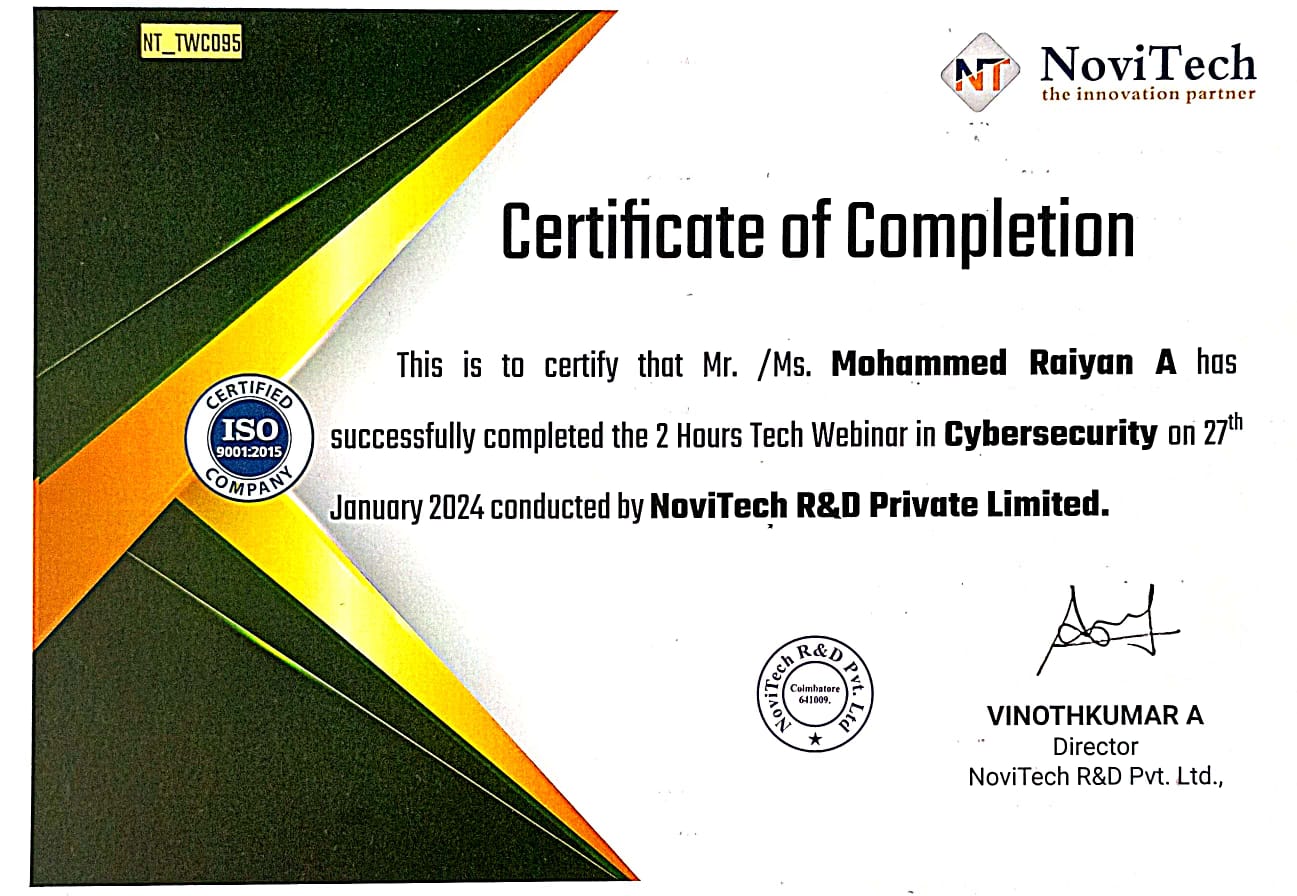 NT_TWC095
NT
NoviTech
the innovation partner
Certificate of Completion
This is to certify that Mr. /Ms. Mohammed Raiyan A has
successfully completed the 2 Hours Tech Webinar in Cybersecurity on 27th
January 2024 conducted by NoviTech R&D Private Limited.
CERTIFIED
ISO
9001:2015
COMPANY
NoviTech R&D Pvt. Ltd
Coimbatore
641009.
VINOTHKUMAR A
Director
NoviTech R&D Pvt. Ltd.,